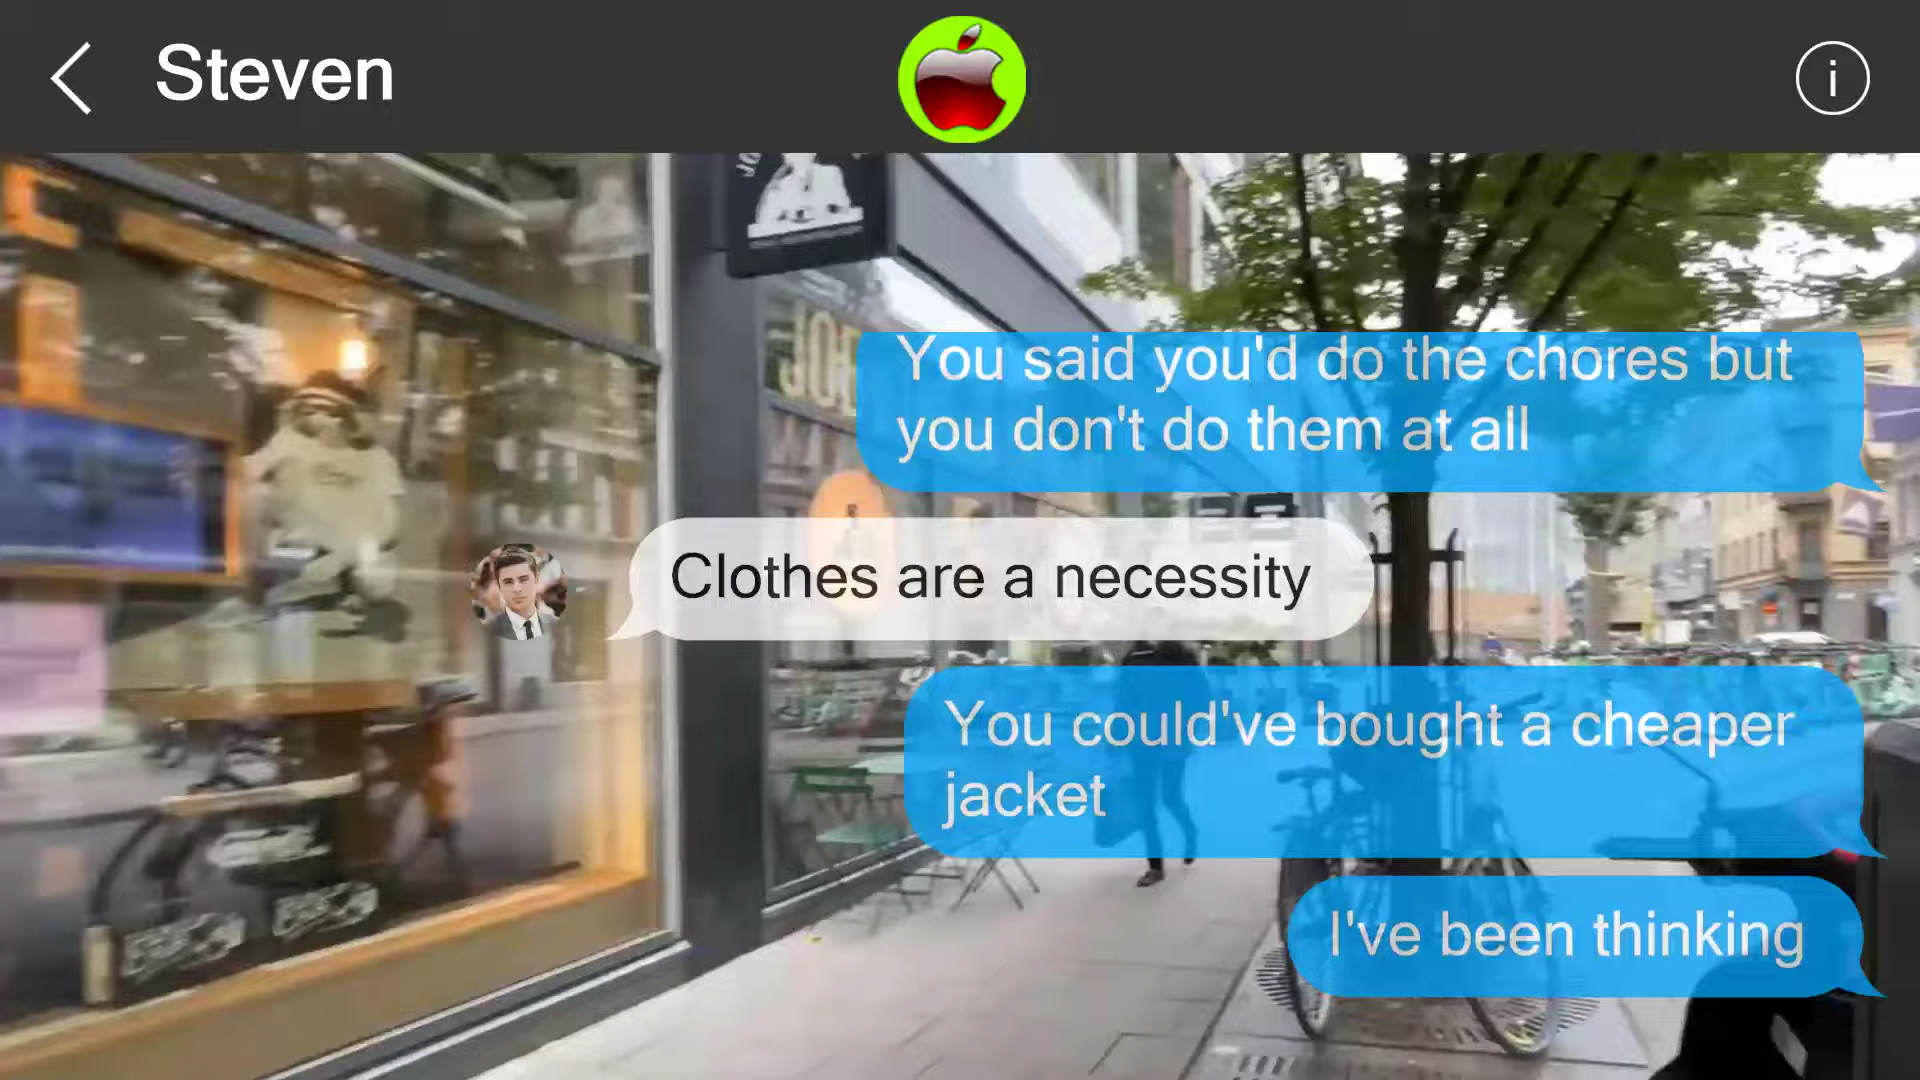 Steven
i
You said you'd do the chores but
you don't do them at all
Clothes are a necessity
You could've bought a cheaper
jacket
I've been thinking